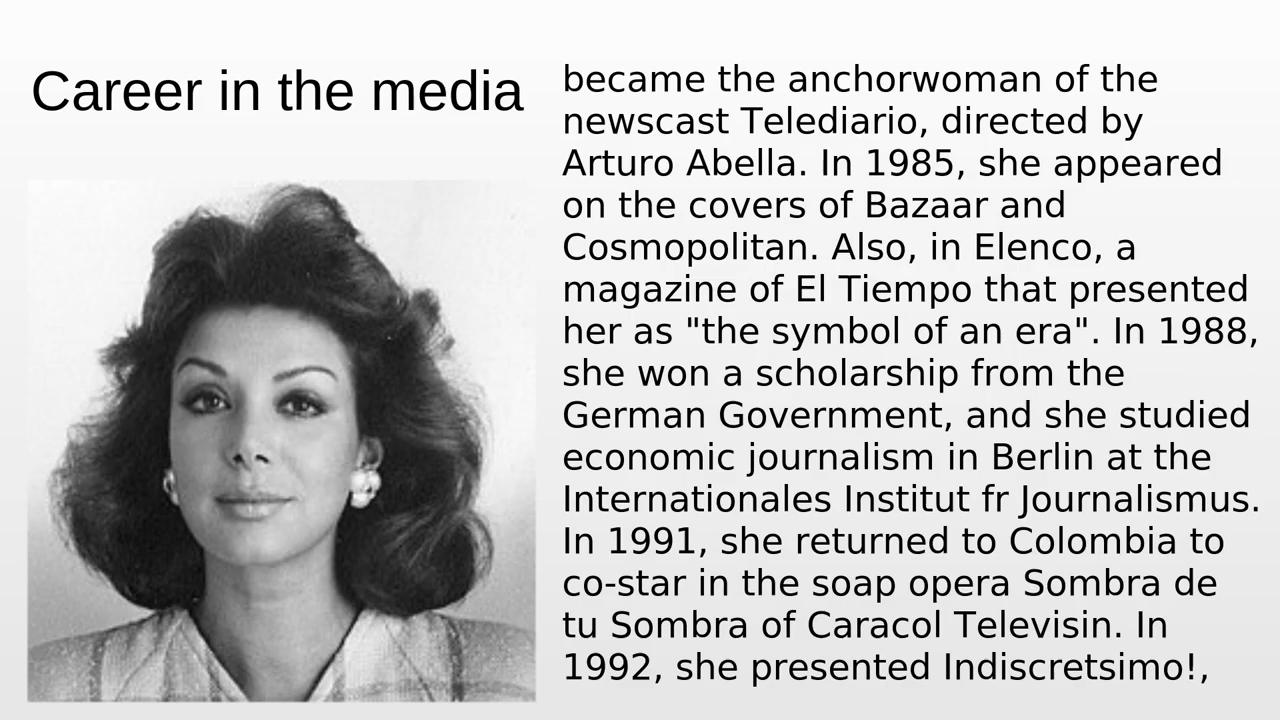 Career in the media
became the anchorwoman of the
newscast Telediario, directed by
Arturo Abella. In 1985, she appeared
on the covers of Bazaar and
Cosmopolitan. Also, in Elenco, a
magazine of El Tiempo that presented
her as "the symbol of an era". In 1988,
she won a scholarship from the
German Government, and she studied
economic journalism in Berlin at the
Internationales Institut fr Journalismus.
In 1991, she returned to Colombia to
co-star in the soap opera Sombra de
tu Sombra of Caracol Televisin. In
1992, she presented Indiscretsimo!,